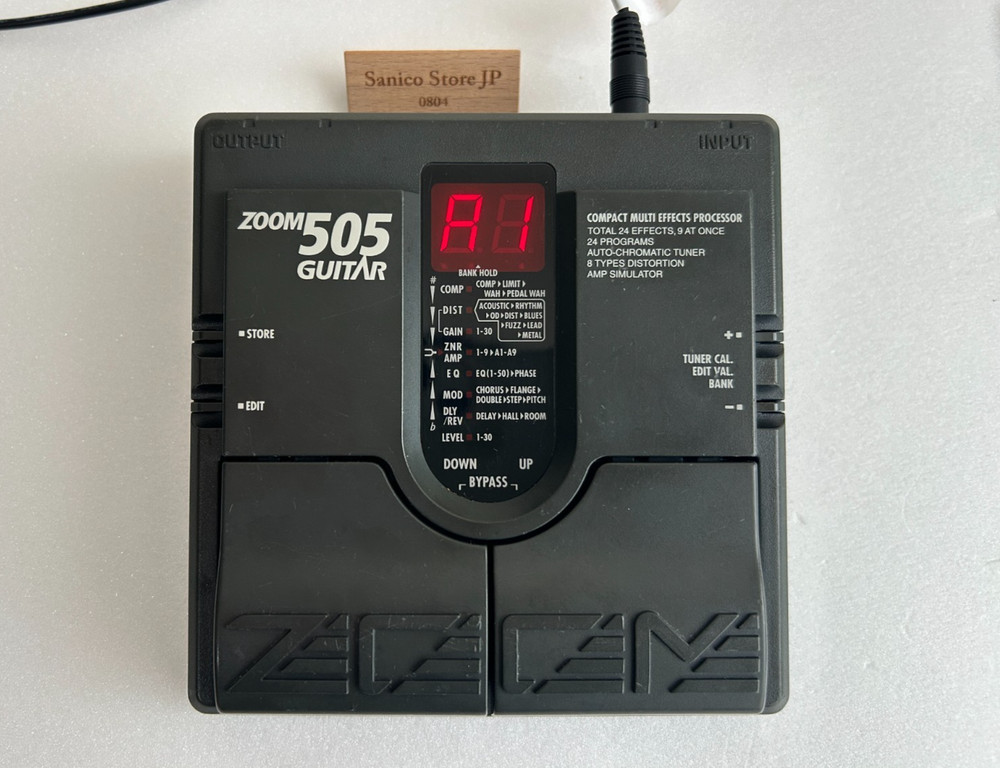 Sanico Store JP
0804
OUTPUT
INPUT
A1
ZOOM 505
GUITAR
COMPACT MULTI EFFECTS PROCESSOR
TOTAL 24 EFFECTS, 9 AT ONCE
24 PROGRAMS
AUTO-CHROMATIC TUNER
8 TYPES DISTORTION
AMP SIMULATOR
BANK HOLD
#
COMP COMP▸LIMIT▸
WAH▸PEDAL WAH
DIST ACOUSTIC▸RHYTHM
▸OD▸DIST▸BLUES
▸FUZZ▸LEAD
▸METAL
GAIN 1-30
ZNR
AMP 1-9▸A1-A9
EQ EQ(1-50)▸PHASE
MOD CHORUS▸FLANGE▸
DOUBLE▸STEP▸PITCH
DLY
/REV DELAY▸HALL▸ROOM
b
LEVEL 1-30
DOWN UP
BYPASS
STORE
EDIT
+
TUNER CAL.
EDIT VAL.
BANK
−
ZOOM